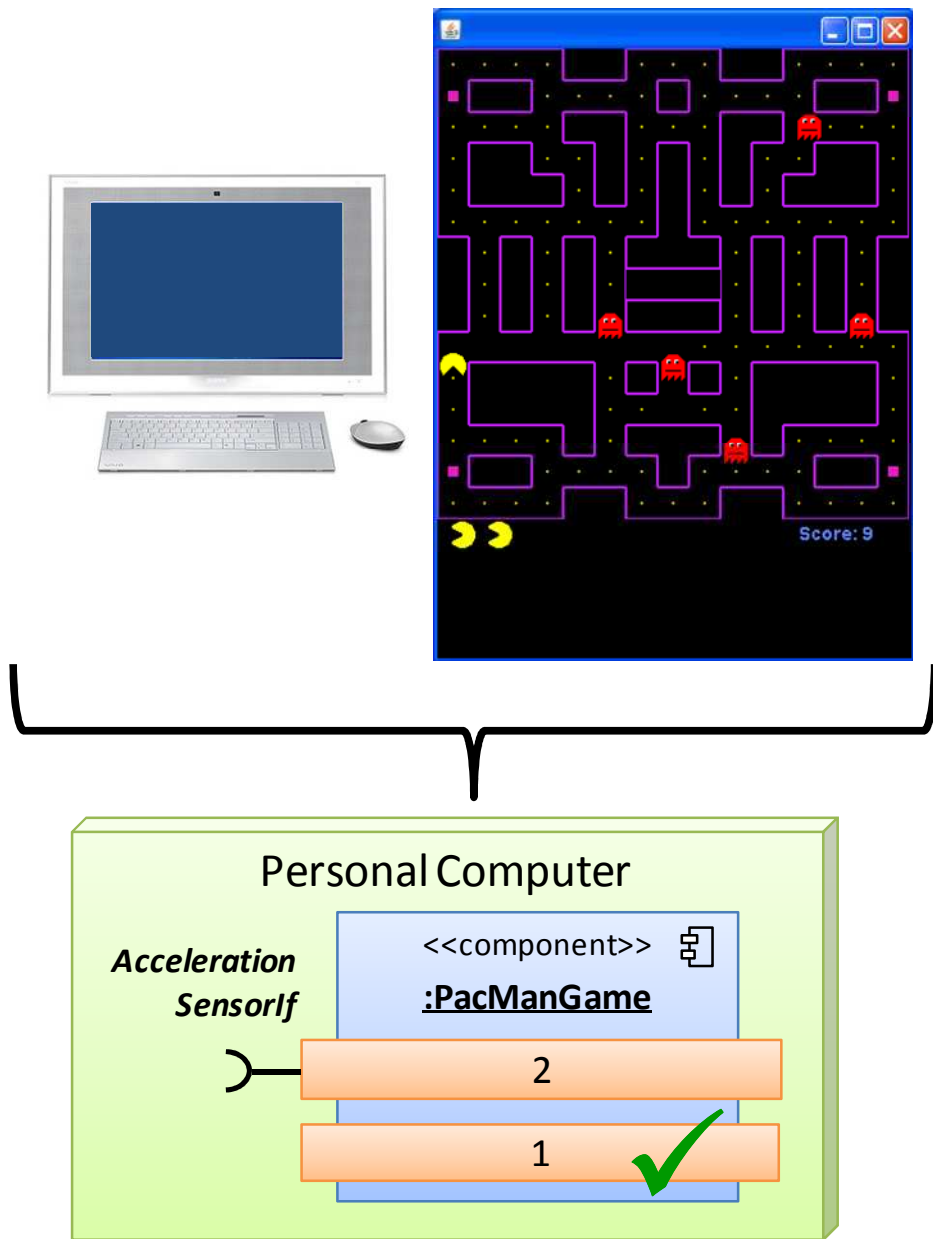 Score: 9
Personal Computer
Acceleration
SensorIf
<<component>>
:PacManGame
2
1